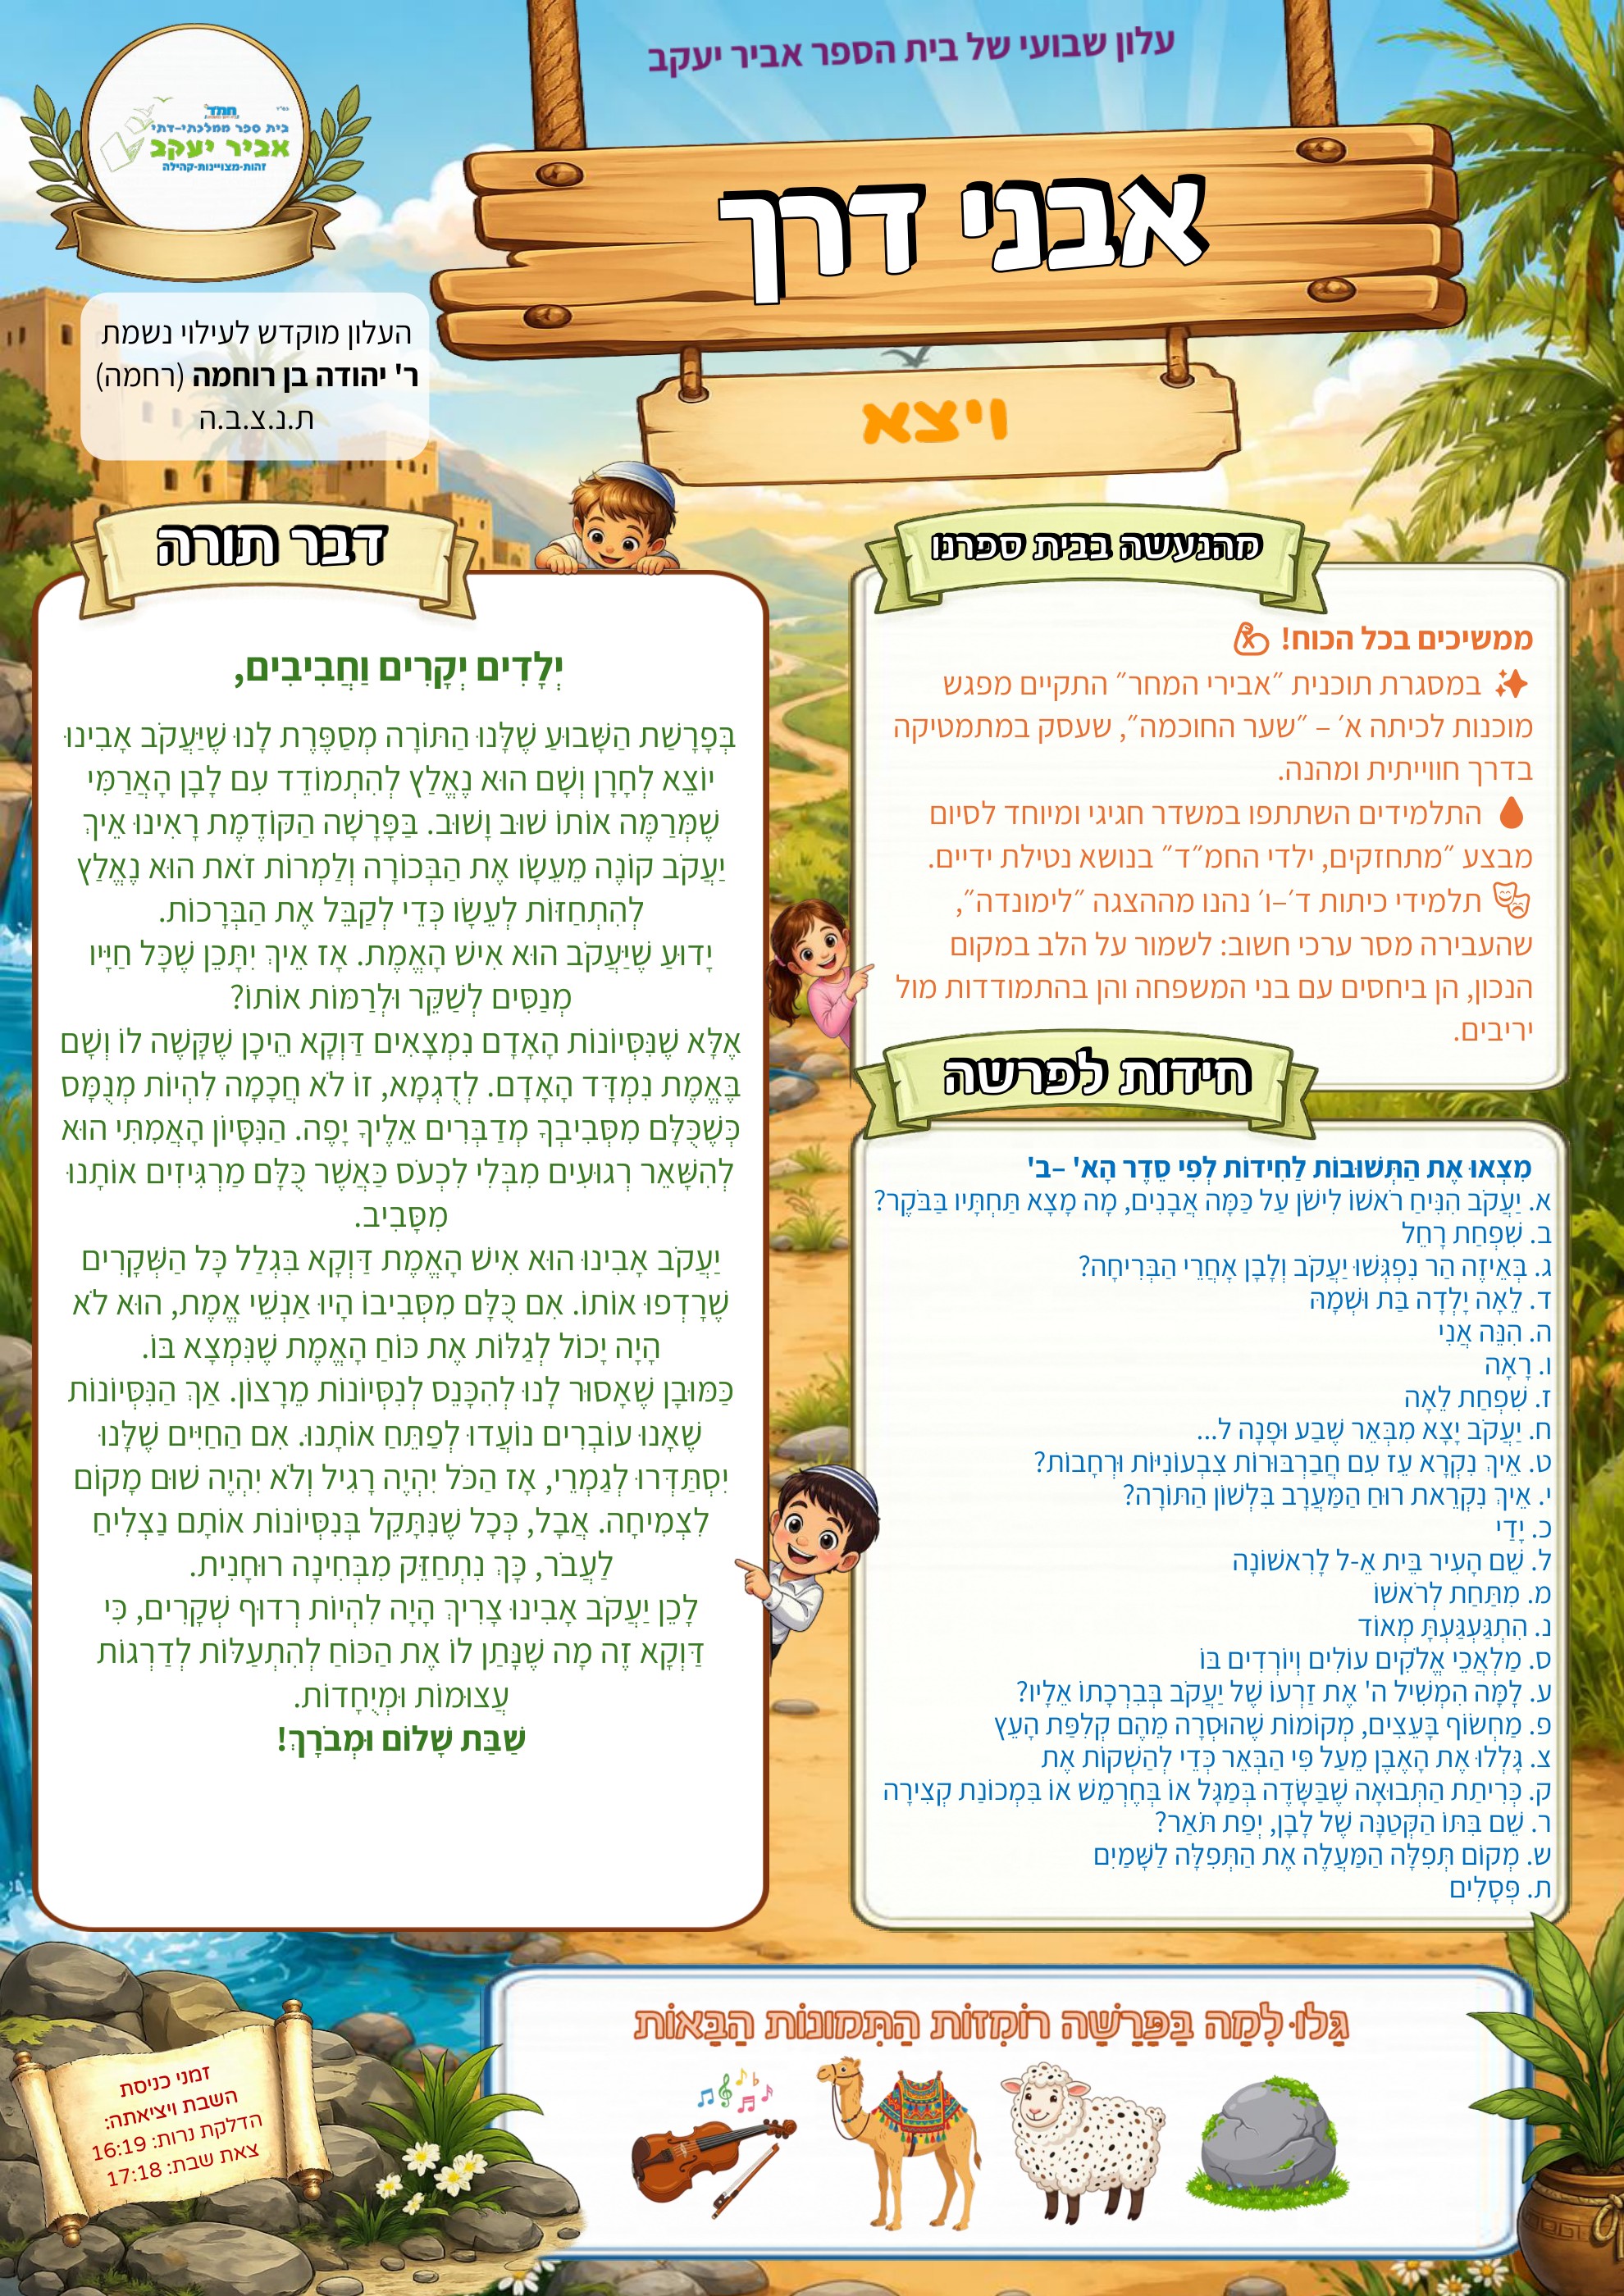 עלון שבועי של בית הספר אביר יעקב
בס"ד
חמד
בית ספר ממלכתי-דתי
אביר יעקב
זהות-מצויינות-קהילה
אבני דרך
ויצא
העלון מוקדש לעילוי נשמת
ר' יהודה בן רוחמה (רחמה)
ת.נ.צ.ב.ה
מהנעשה בבית ספרנו
ממשיכים בכל הכוח!
במסגרת תוכנית ״אבירי המחר״ התקיים מפגש
מוכנות לכיתה א׳ – ״שער החוכמה״, שעסק במתמטיקה
בדרך חווייתית ומהנה.
התלמידים השתתפו במשדר חגיגי ומיוחד לסיום
מבצע ״מתחזקים, ילדי החמ״ד״ בנושא נטילת ידיים.
תלמידי כיתות ד׳–ו׳ נהנו מההצגה ״לימונדה״,
שהעבירה מסר ערכי חשוב: לשמור על הלב במקום
הנכון, הן ביחסים עם בני המשפחה והן בהתמודדות מול
יריבים.
חידות לפרשה
מִצְאוּ אֶת הַתְּשׁוּבוֹת לַחִידוֹת לְפִי סֵדֶר הָא' –ב'
א. יַעֲקֹב הִנִּיחַ רֹאשׁוֹ לִישֹׁן עַל כַּמָּה אֲבָנִים, מָה מָצָא תַּחְתָּיו בַּבֹּקֶר?
ב. שִׁפְחַת רָחֵל
ג. בְּאֵיזֶה הַר נִפְגְּשׁוּ יַעֲקֹב וְלָבָן אַחֲרֵי הַבְּרִיחָה?
ד. לֵאָה יָלְדָה בַּת וּשְׁמָהּ
ה. הִנֵּה אֲנִי
ו. רָאָה
ז. שִׁפְחַת לֵאָה
ח. יַעֲקֹב יָצָא מִבְּאֵר שֶׁבַע וּפָנָה ל...
ט. אֵיךְ נִקְרָא עֵז עִם חֲבַרְבּוּרוֹת צִבְעוֹנִיּוֹת וּרְחָבוֹת?
י. אֵיךְ נִקְרֵאת רוּחַ הַמַּעֲרָב בִּלְשׁוֹן הַתּוֹרָה?
כ. יָדַי
ל. שֵׁם הָעִיר בֵּית אֵ-ל לָרִאשׁוֹנָה
מ. מִתַּחַת לְרֹאשׁוֹ
נ. הִתְגַּעְגַּעְתָּ מְאוֹד
ס. מַלְאֲכֵי אֱלֹקִים עוֹלִים וְיוֹרְדִים בּוֹ
ע. לָמָּה הִמְשִׁיל ה' אֶת זַרְעוֹ שֶׁל יַעֲקֹב בְּבִרְכָתוֹ אֵלָיו?
פ. מַחְשׂוֹף בָּעֵצִים, מְקוֹמוֹת שֶׁהוּסְרָה מֵהֶם קְלִפַּת הָעֵץ
צ. גָּלְלוּ אֶת הָאֶבֶן מֵעַל פִּי הַבְּאֵר כְּדֵי לְהַשְׁקוֹת אֶת
ק. כְּרִיתַת הַתְּבוּאָה שֶׁבַּשָּׂדֶה בְּמַגָּל אוֹ בְּחֶרְמֵשׁ אוֹ בִּמְכוֹנַת קְצִירָה
ר. שֵׁם בִּתּוֹ הַקְּטַנָּה שֶׁל לָבָן, יְפַת תֹּאַר?
ש. מְקוֹם תְּפִלָּה הַמַּעֲלֶה אֶת הַתְּפִלָּה לַשָּׁמַיִם
ת. פְּסָלִים
דבר תורה
יְלָדִים יְקָרִים וַחֲבִיבִים,
בְּפָרָשַׁת הַשָּׁבוּעַ שֶׁלָּנוּ הַתּוֹרָה מְסַפֶּרֶת לָנוּ שֶׁיַּעֲקֹב אָבִינוּ
יוֹצֵא לְחָרָן וְשָׁם הוּא נֶאֱלַץ לְהִתְמוֹדֵד עִם לָבָן הָאֲרַמִּי
שֶׁמְּרַמֶּה אוֹתוֹ שׁוּב וָשׁוּב. בַּפָּרָשָׁה הַקּוֹדֶמֶת רָאִינוּ אֵיךְ
יַעֲקֹב קוֹנֶה מֵעֵשָׂו אֶת הַבְּכוֹרָה וְלַמְרוֹת זֹאת הוּא נֶאֱלַץ
לְהִתְחַזּוֹת לְעֵשָׂו כְּדֵי לְקַבֵּל אֶת הַבְּרָכוֹת.
יָדוּעַ שֶׁיַּעֲקֹב הוּא אִישׁ הָאֱמֶת. אָז אֵיךְ יִתָּכֵן שֶׁכָּל חַיָּיו
מְנַסִּים לְשַׁקֵּר וּלְרַמּוֹת אוֹתוֹ?
אֶלָּא שֶׁנִּסְיוֹנוֹת הָאָדָם נִמְצָאִים דַּוְקָא הֵיכָן שֶׁקָּשֶׁה לוֹ וְשָׁם
בֶּאֱמֶת נִמְדָּד הָאָדָם. לְדֻגְמָא, זוֹ לֹא חֲכָמָה לִהְיוֹת מְנֻמָּס
כְּשֶׁכֻּלָּם מִסְּבִיבְךָ מְדַבְּרִים אֵלֶיךָ יָפֶה. הַנִּסָּיוֹן הָאֲמִתִּי הוּא
לְהִשָּׁאֵר רְגוּעִים מִבְּלִי לִכְעֹס כַּאֲשֶׁר כֻּלָּם מַרְגִּיזִים אוֹתָנוּ
מִסָּבִיב.
יַעֲקֹב אָבִינוּ הוּא אִישׁ הָאֱמֶת דַּוְקָא בִּגְלַל כָּל הַשְּׁקָרִים
שֶׁרָדְפוּ אוֹתוֹ. אִם כֻּלָּם מִסְּבִיבוֹ הָיוּ אַנְשֵׁי אֱמֶת, הוּא לֹא
הָיָה יָכוֹל לְגַלּוֹת אֶת כּוֹחַ הָאֱמֶת שֶׁנִּמְצָא בּוֹ.
כַּמּוּבָן שֶׁאָסוּר לָנוּ לְהִכָּנֵס לְנִסְיוֹנוֹת מֵרָצוֹן. אַךְ הַנִּסְיוֹנוֹת
שֶׁאָנוּ עוֹבְרִים נוֹעֲדוּ לְפַתֵּחַ אוֹתָנוּ. אִם הַחַיִּים שֶׁלָּנוּ
יִסְתַּדְּרוּ לְגַמְרֵי, אָז הַכֹּל יִהְיֶה רָגִיל וְלֹא יִהְיֶה שׁוּם מָקוֹם
לִצְמִיחָה. אֲבָל, כְּכָל שֶׁנִּתָּקֵל בְּנִסְיוֹנוֹת אוֹתָם נַצְלִיחַ
לַעֲבֹר, כָּךְ נִתְחַזֵּק מִבְּחִינָה רוּחָנִית.
לָכֵן יַעֲקֹב אָבִינוּ צָרִיךְ הָיָה לִהְיוֹת רְדוּף שְׁקָרִים, כִּי
דַּוְקָא זֶה מָה שֶׁנָּתַן לוֹ אֶת הַכּוֹחַ לְהִתְעַלּוֹת לְדַרְגוֹת
עֲצוּמוֹת וּמְיֻחָדוֹת.
שַׁבַּת שָׁלוֹם וּמְבֹרָךְ!
גַּלּוּ לְמָה בַּפָּרָשָׁה רוֹמְזוֹת הַתְּמוּנוֹת הַבָּאוֹת
זמני כניסת
השבת ויציאתה:
הדלקת נרות: 16:19
צאת שבת: 17:18